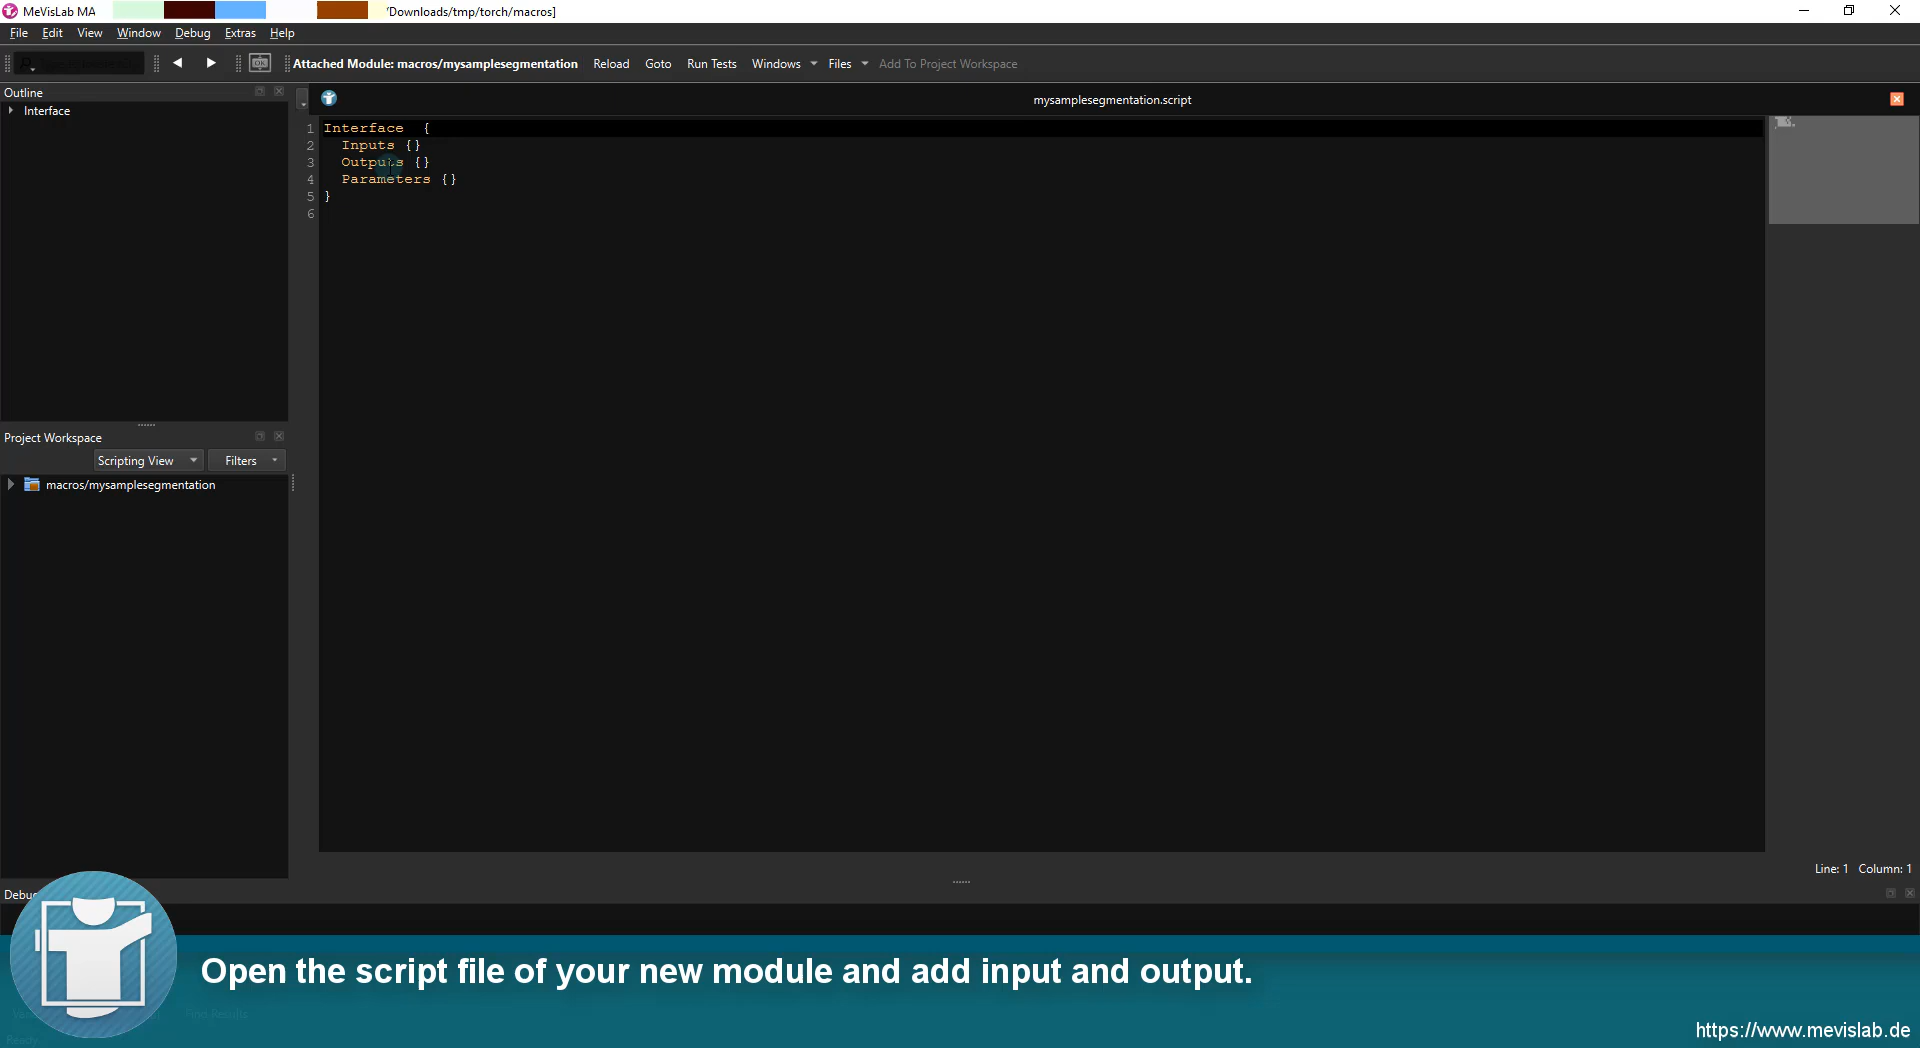 MeVisLab MA
'Downloads/tmp/torch/macros]
File Edit View Window Debug Extras Help
Attached Module: macros/mysamplesegmentation Reload Goto Run Tests Windows Files Add To Project Workspace
Outline
Interface
mysamplesegmentation.script
1 Interface {
2 Inputs {}
3 Outputs {}
4 Parameters {}
5 }
6
Project Workspace
Scripting View Filters
macros/mysamplesegmentation
Line: 1 Column: 1
Open the script file of your new module and add input and output.
Find Results
Ready
https://www.mevislab.de